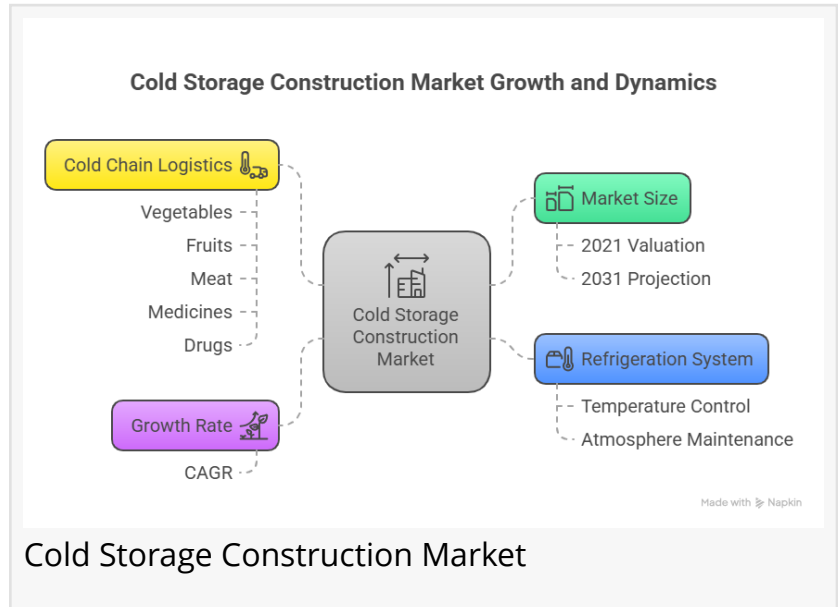 Cold Storage Construction Market Growth and Dynamics
Cold Chain Logistics
Vegetables
Fruits
Meat
Medicines
Drugs
Growth Rate
CAGR
Cold Storage
Construction
Market
Market Size
2021 Valuation
2031 Projection
Refrigeration System
Temperature Control
Atmosphere Maintenance
Made with Napkin
Cold Storage Construction Market